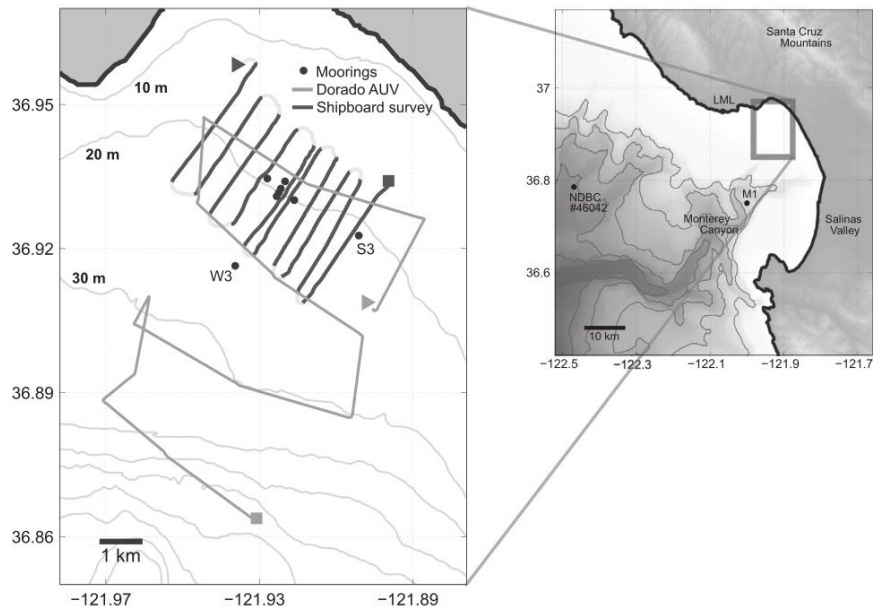 36.95
36.92
36.89
36.86
−121.97
−121.93
−121.89
10 m
20 m
30 m
Moorings
Dorado AUV
Shipboard survey
W3
S3
1 km
37
36.8
36.6
−122.5
−122.3
−122.1
−121.9
−121.7
Santa Cruz
Mountains
LML
NDBC
#46042
M1
Monterey
Canyon
Salinas
Valley
10 km